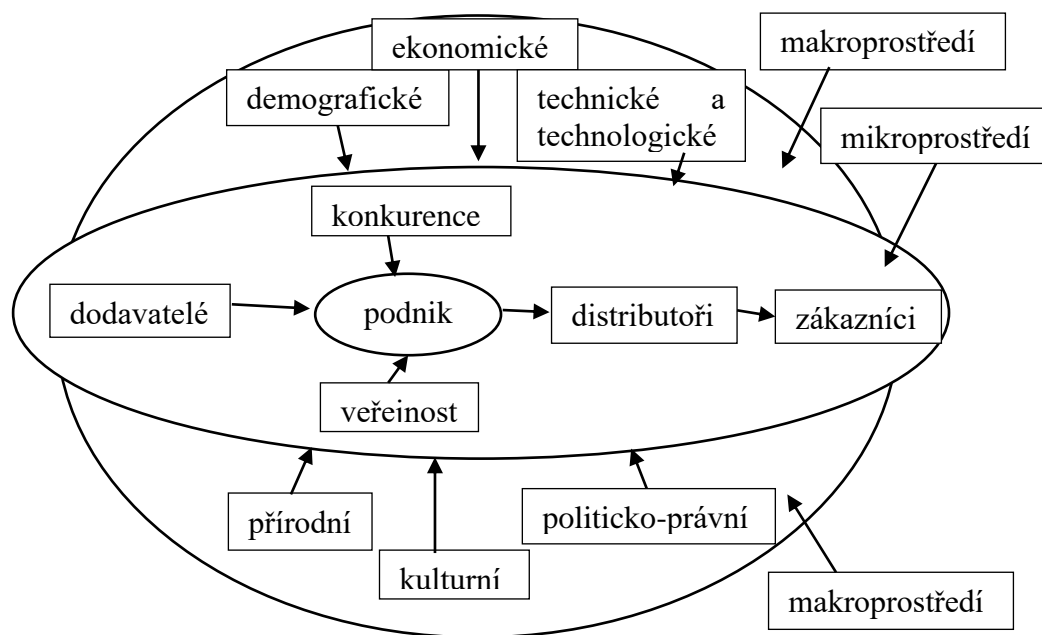 ekonomické
makroprostředí
demografické
technické a
technologické
mikroprostředí
konkurence
dodavatelé
podnik
distributoři
zákazníci
veřejnost
přírodní
politicko-právní
kulturní
makroprostředí